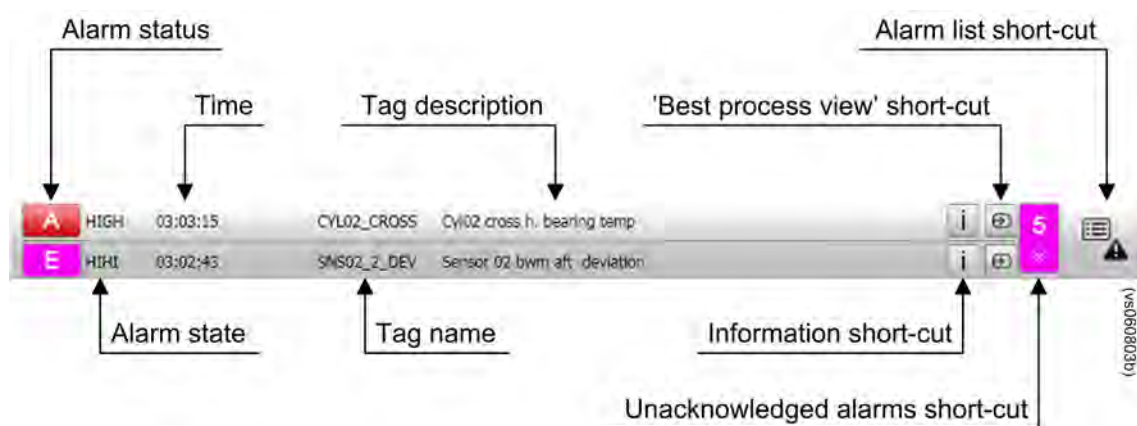 Alarm status
Alarm list short-cut
Time
Tag description
'Best process view' short-cut
A HIGH 03:03:15 CYL02_CROSS Cyl02 cross h. bearing temp i 5
E HIHI 03:02:43 SNS02_2_DEV Sensor 02 bwm aft deviation i
Alarm state
Tag name
Information short-cut
Unacknowledged alarms short-cut
(vs060803b)